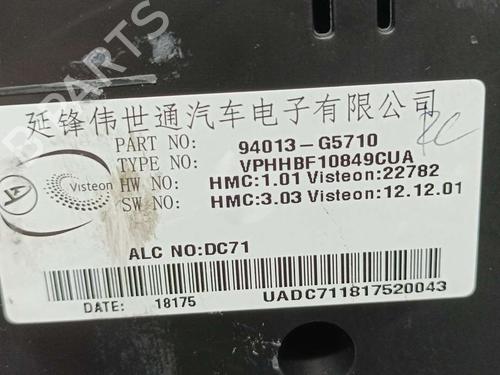 B-PARTS
延锋伟世通汽车电子有限公司
PART NO: 94013-G5710
TYPE NO: VPHHBF10849CUA
Visteon
HW NO: HMC:1.01 Visteon:22782
SW NO: HMC:3.03 Visteon:12.12.01
ALC NO:DC71
DATE: 18175
UADC711817520043